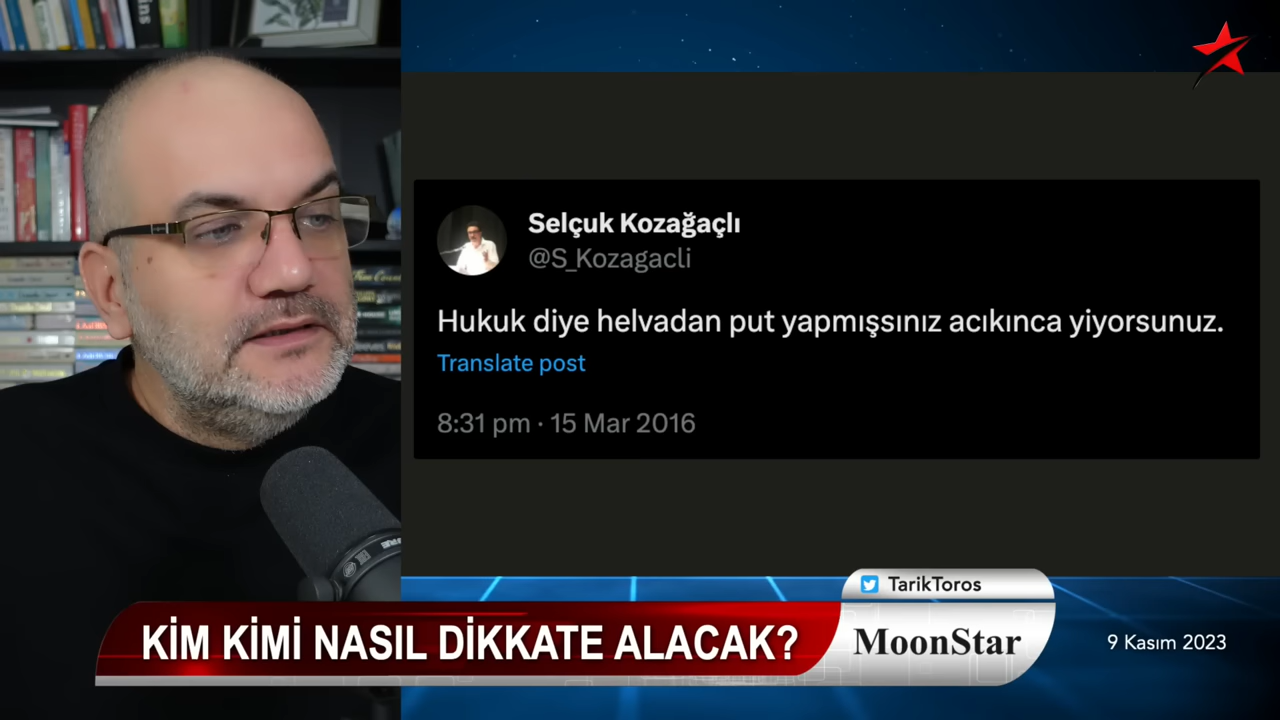 Selçuk Kozağaçlı
@S_Kozagacli
Hukuk diye helvadan put yapmışsınız acıkınca yiyorsunuz.
Translate post
8:31 pm · 15 Mar 2016
TarikToros
KİM KİMİ NASIL DİKKATE ALACAK?
MoonStar
9 Kasım 2023